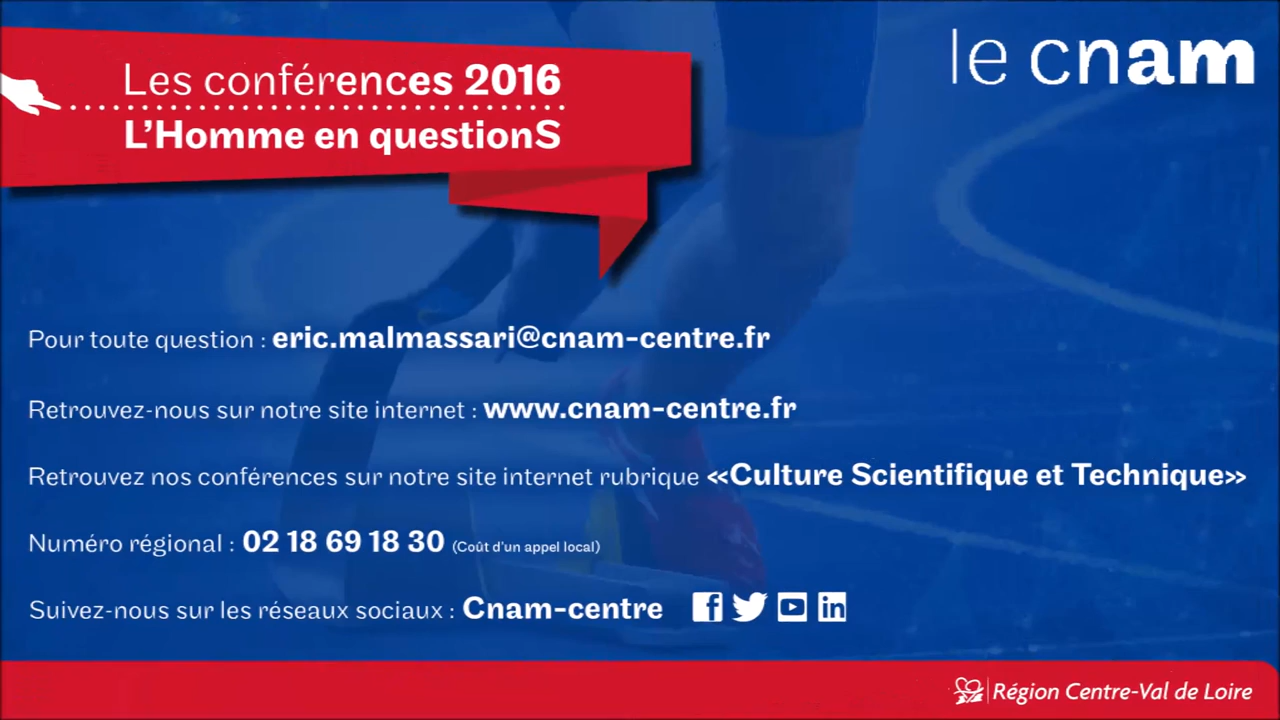 le cnam
Les conférences 2016
L'Homme en questionS
Pour toute question : eric.malmassari@cnam-centre.fr
Retrouvez-nous sur notre site internet : www.cnam-centre.fr
Retrouvez nos conférences sur notre site internet rubrique «Culture Scientifique et Technique»
Numéro régional : 02 18 69 18 30 (Coût d'un appel local)
Suivez-nous sur les réseaux sociaux : Cnam-centre
Région Centre-Val de Loire